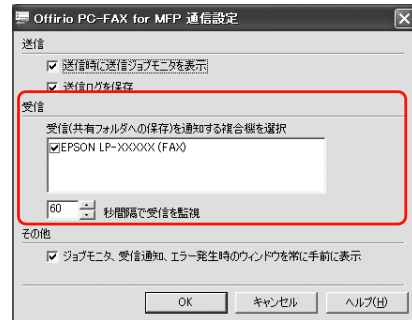 Offirio PC-FAX for MFP 通信設定
送信
送信時に送信ジョブモニタを表示
送信ログを保存
受信
受信(共有フォルダへの保存)を通知する複合機を選択
EPSON LP-XXXXX (FAX)
60 秒間隔で受信を監視
その他
ジョブモニタ、受信通知、エラー発生時のウィンドウを常に手前に表示
OK キャンセル ヘルプ(H)